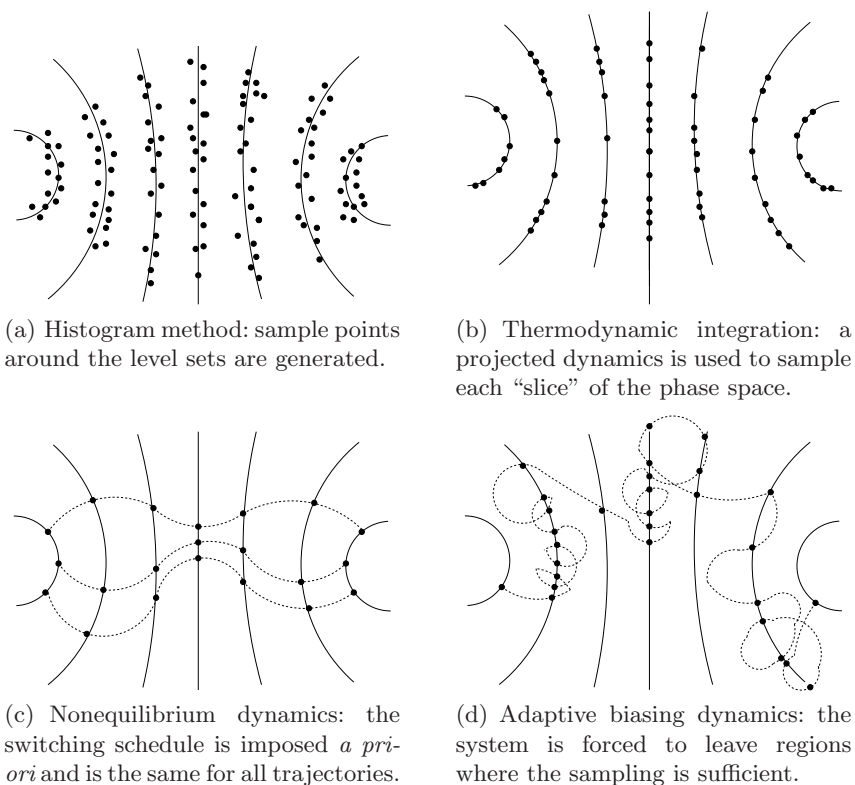 (a) Histogram method: sample points
around the level sets are generated.
(b) Thermodynamic integration: a
projected dynamics is used to sample
each “slice” of the phase space.
(c) Nonequilibrium dynamics: the
switching schedule is imposed a pri-
ori and is the same for all trajectories.
(d) Adaptive biasing dynamics: the
system is forced to leave regions
where the sampling is sufficient.